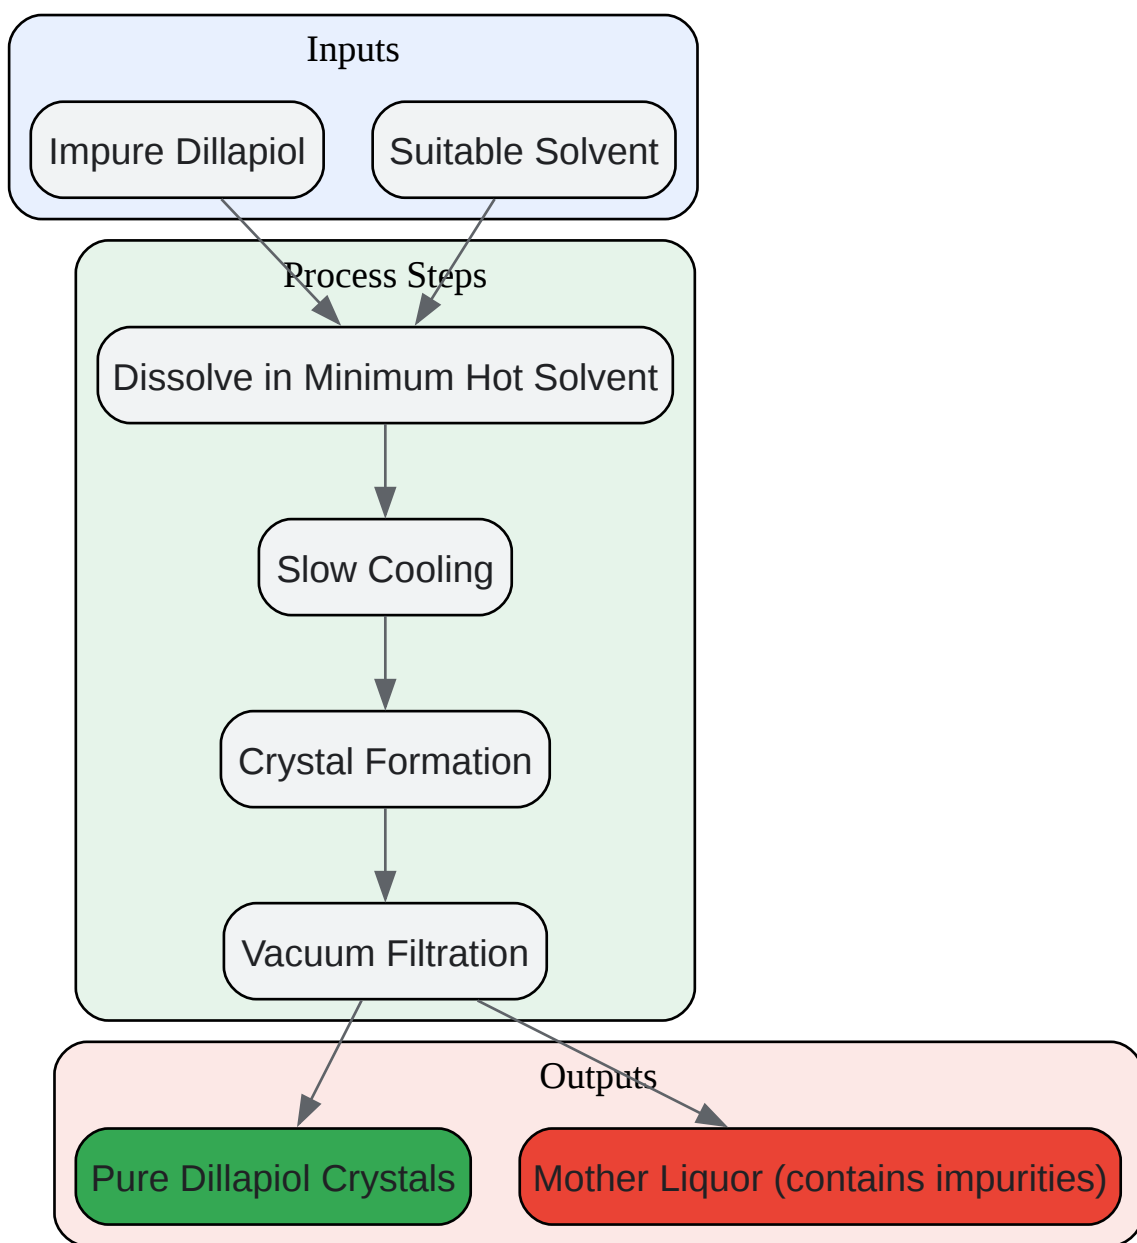 Inputs
Impure Dillapiol
Suitable Solvent
Process Steps
Dissolve in Minimum Hot Solvent
Slow Cooling
Crystal Formation
Vacuum Filtration
Outputs
Pure Dillapiol Crystals
Mother Liquor (contains impurities)